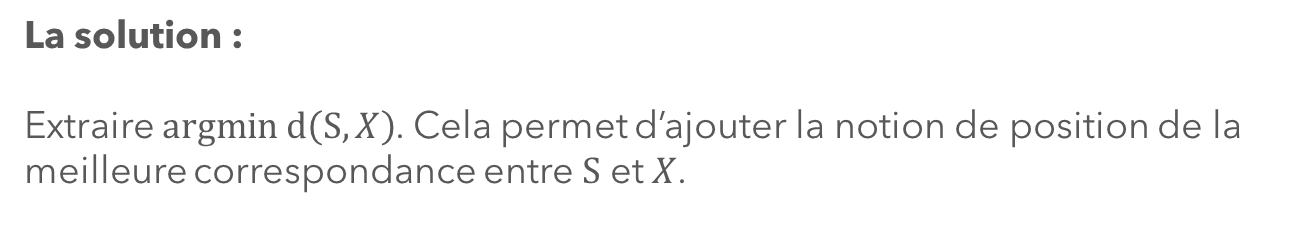 La solution :
Extraire argmin d(S, X). Cela permet d’ajouter la notion de position de la
meilleure correspondance entre S et X.